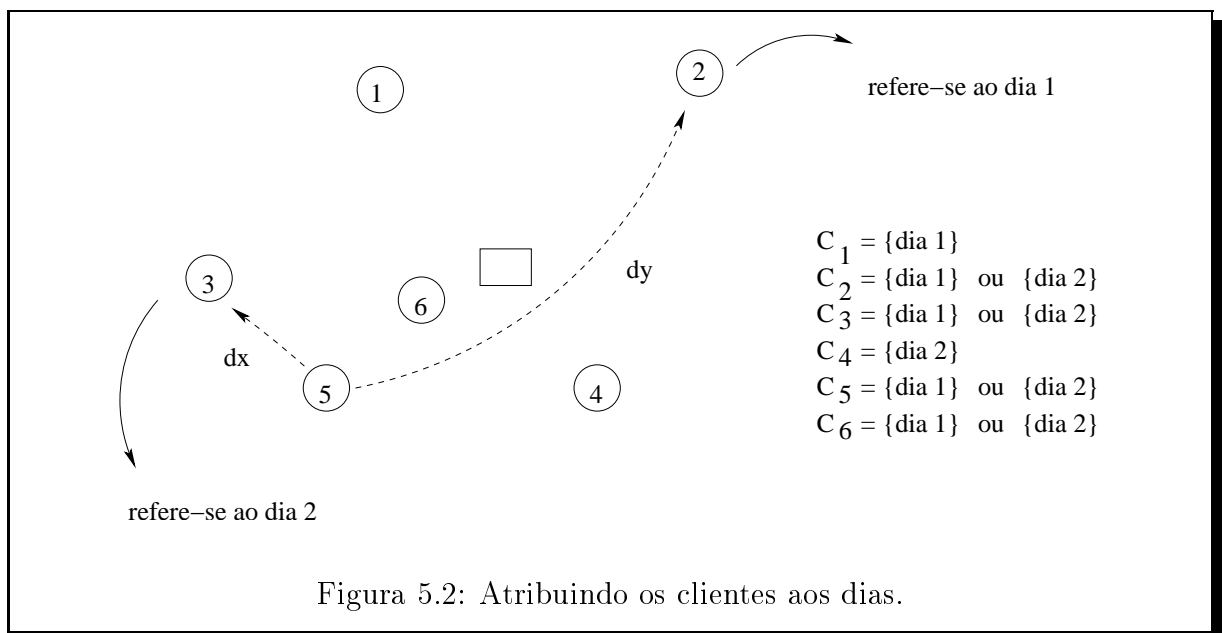 1
2
refere−se ao dia 1
3
6
dy
dx
5
4
C 1 = {dia 1}
C 2 = {dia 1} ou {dia 2}
C 3 = {dia 1} ou {dia 2}
C 4 = {dia 2}
C 5 = {dia 1} ou {dia 2}
C 6 = {dia 1} ou {dia 2}
refere−se ao dia 2
Figura 5.2: Atribuindo os clientes aos dias.